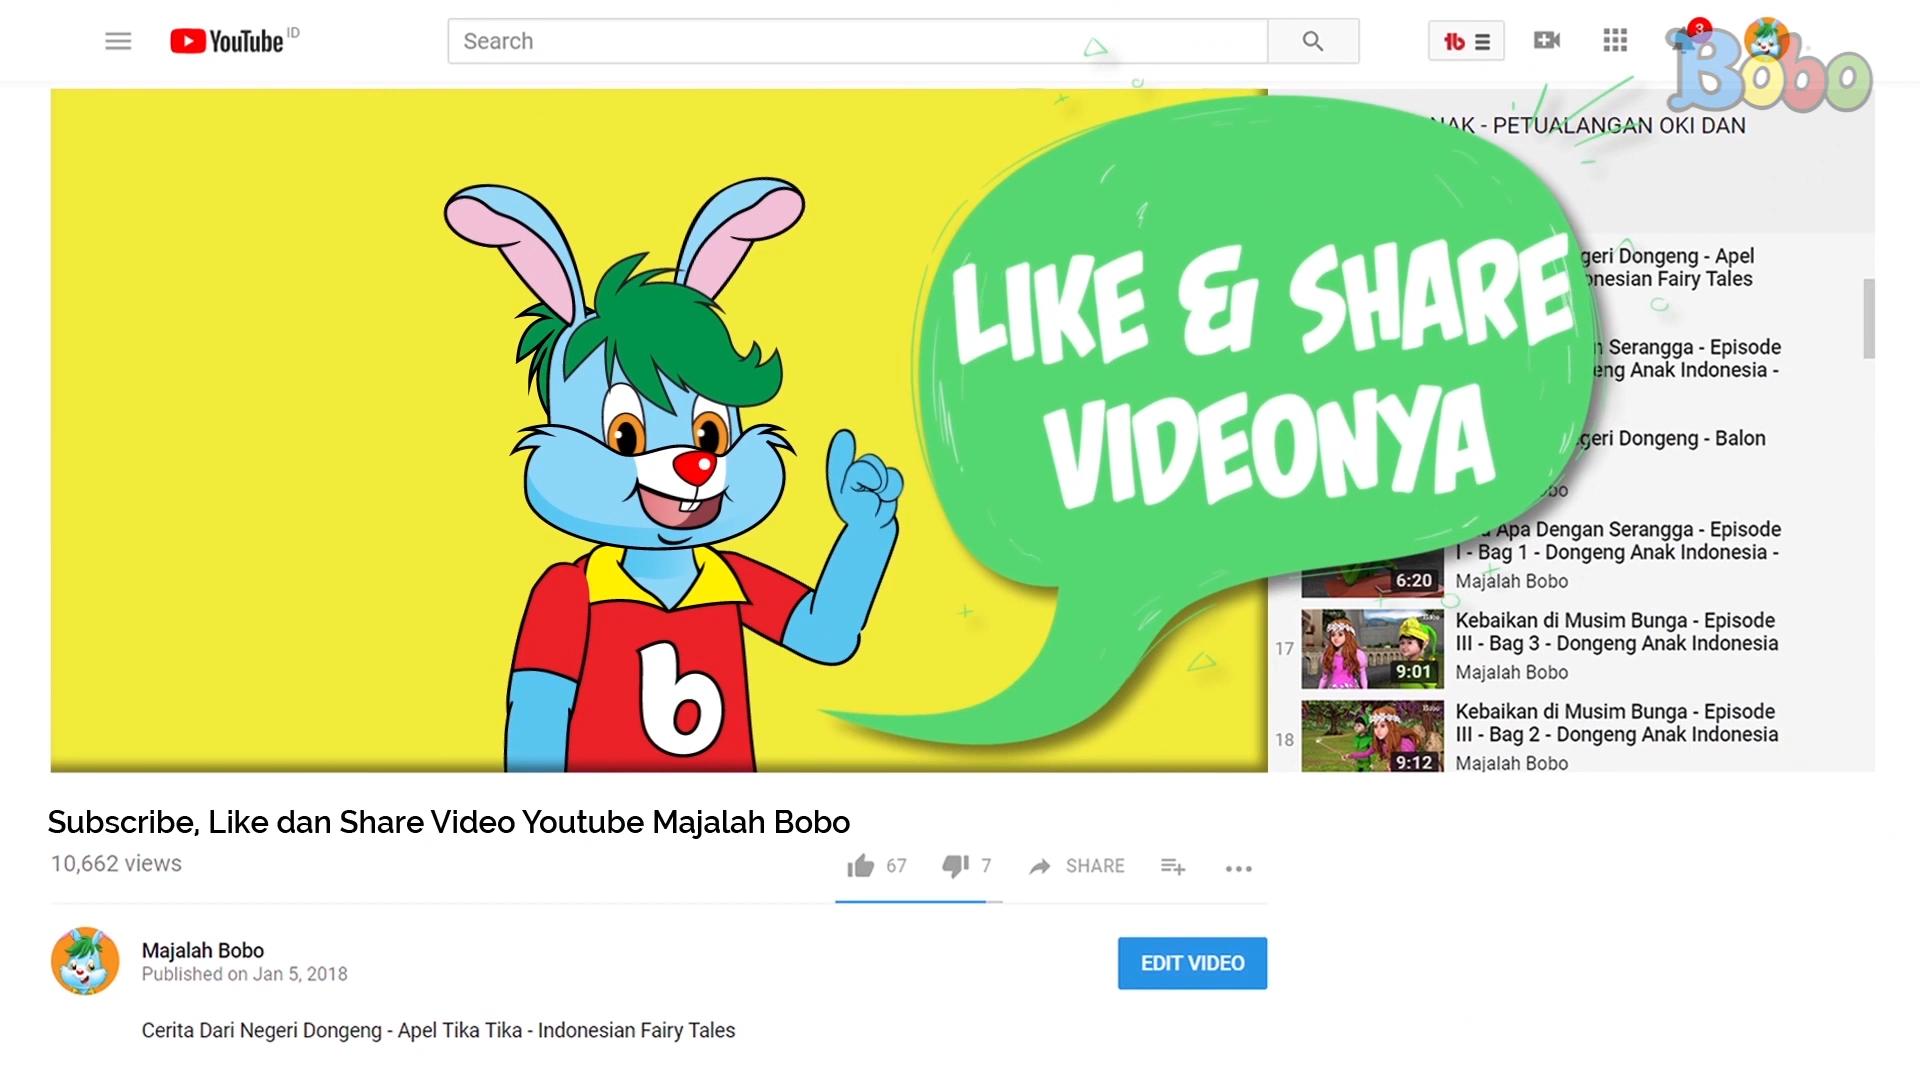 YouTube ID
Search
3
Bobo
NAK - PETUALANGAN OKI DAN
LIKE & SHARE
VIDEONYA
b
geri Dongeng - Apel
onesian Fairy Tales
n Serangga - Episode
eng Anak Indonesia -
geri Dongeng - Balon
obo
Apa Dengan Serangga - Episode
I - Bag 1 - Dongeng Anak Indonesia -
6:20
Majalah Bobo
17
9:01
Kebaikan di Musim Bunga - Episode
III - Bag 3 - Dongeng Anak Indonesia
Majalah Bobo
18
9:12
Kebaikan di Musim Bunga - Episode
III - Bag 2 - Dongeng Anak Indonesia
Majalah Bobo
Subscribe, Like dan Share Video Youtube Majalah Bobo
10,662 views
67
7
SHARE
Majalah Bobo
Published on Jan 5, 2018
EDIT VIDEO
Cerita Dari Negeri Dongeng - Apel Tika Tika - Indonesian Fairy Tales